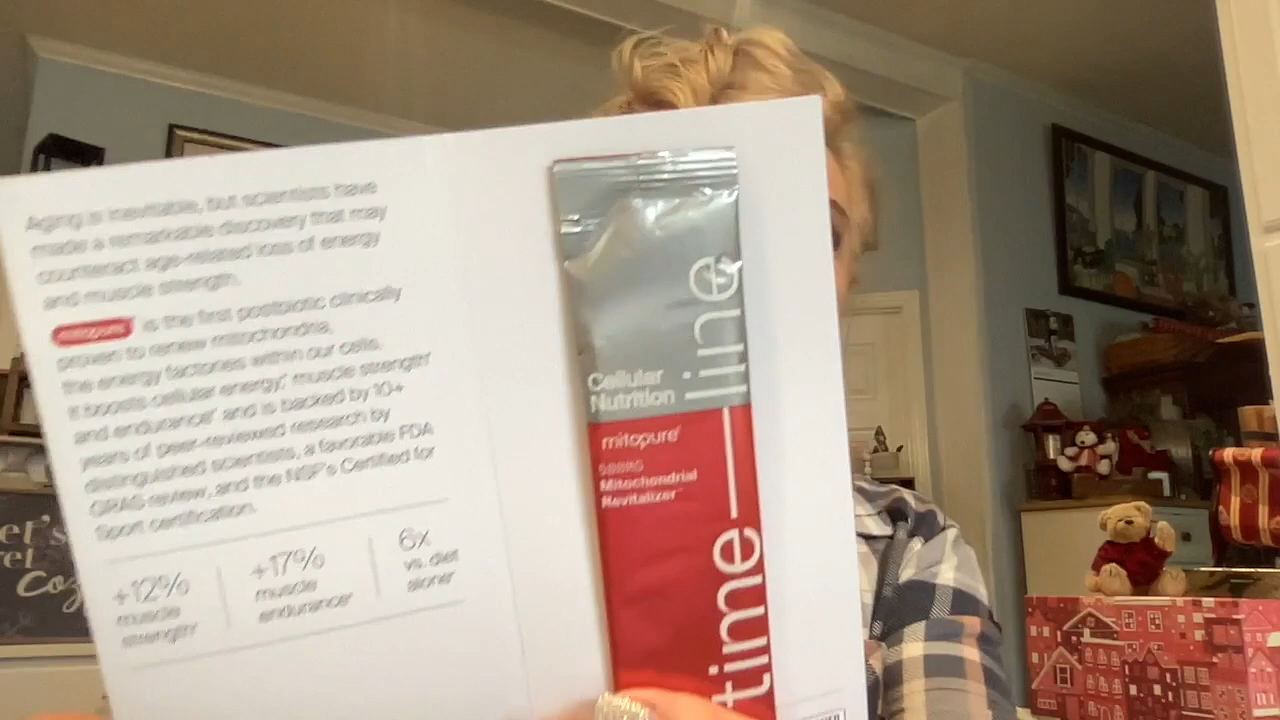 Aging is inevitable, but scientists have
made a remarkable discovery that may
counteract age-related loss of energy
and muscle strength.
mitopure is the first postbiotic clinically
proven to renew mitochondria,
the energy factories within our cells.
It boosts cellular energy, muscle strength
and endurance and is backed by 10+
years of peer-reviewed research by
distinguished scientists, a favorable FDA
GRAS review, and the NSF's Certified for
Sport certification.
+12%
muscle
strength
+17%
muscle
endurance
6x
vs. diet
alone
time—line
Cellular
Nutrition
mitopure
Mitochondrial
Revitalizer
et's
et
Coz